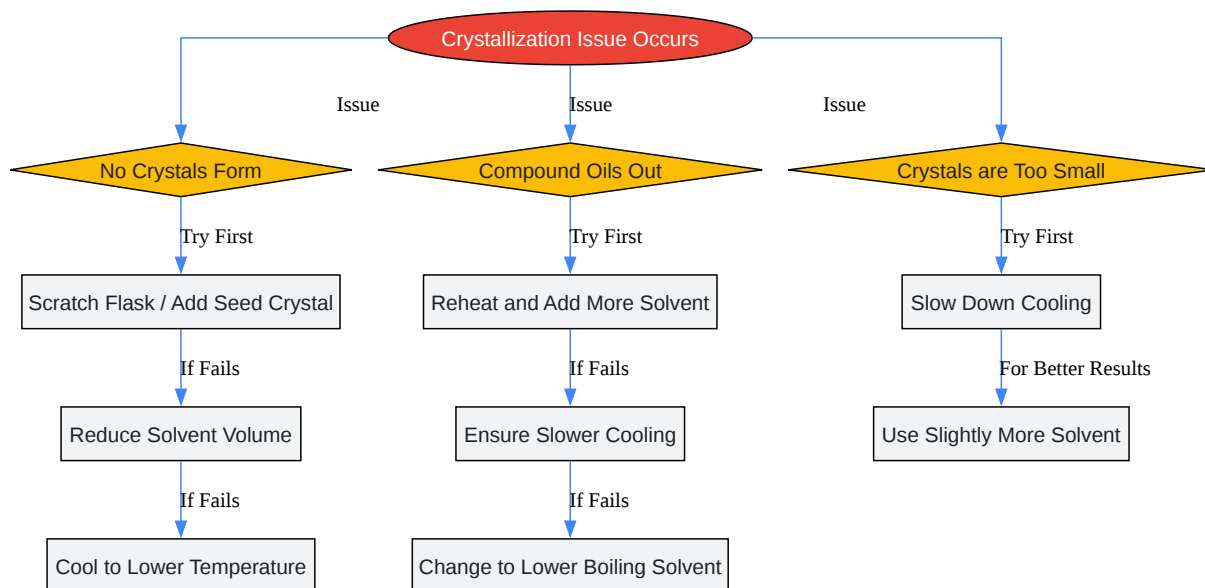 Crystallization Issue Occurs
Issue
Issue
Issue
No Crystals Form
Compound Oils Out
Crystals are Too Small
Try First
Try First
Try First
Scratch Flask / Add Seed Crystal
Reheat and Add More Solvent
Slow Down Cooling
If Fails
If Fails
For Better Results
Reduce Solvent Volume
Ensure Slower Cooling
Use Slightly More Solvent
If Fails
If Fails
Cool to Lower Temperature
Change to Lower Boiling Solvent